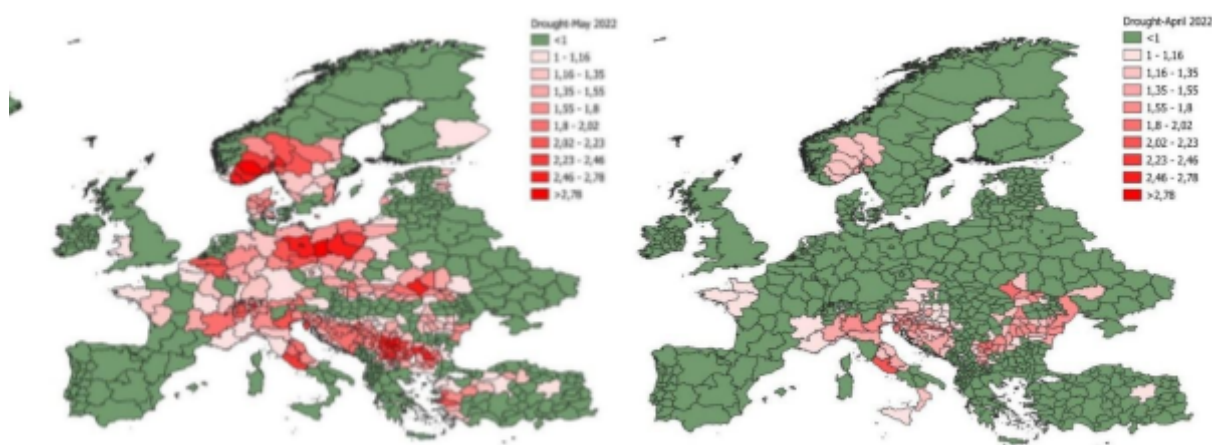 Drought-May 2022
<1
1 - 1,16
1,16 - 1,35
1,35 - 1,55
1,55 - 1,8
1,8 - 2,02
2,02 - 2,23
2,23 - 2,46
2,46 - 2,78
>2,78
Drought-April 2022
<1
1 - 1,16
1,16 - 1,35
1,35 - 1,55
1,55 - 1,8
1,8 - 2,02
2,02 - 2,23
2,23 - 2,46
2,46 - 2,78
>2,78